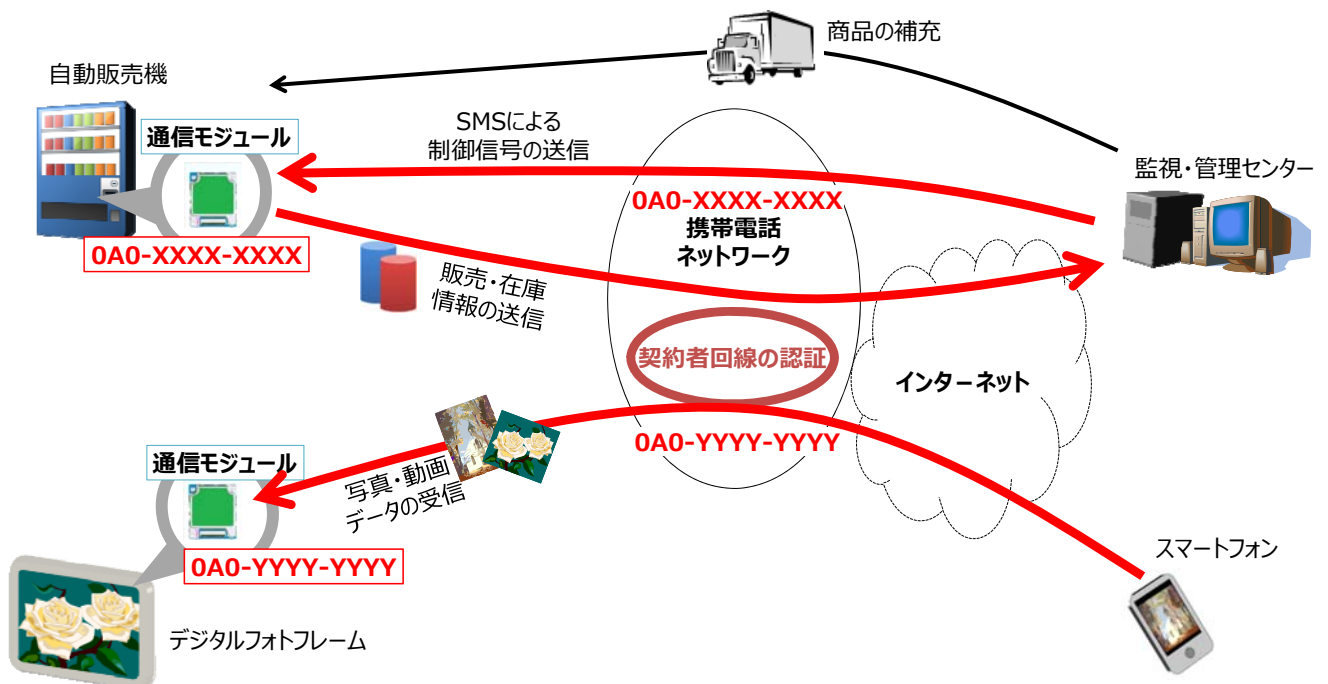 商品の補充
自動販売機
通信モジュール
SMSによる
制御信号の送信
監視・管理センター
0A0-XXXX-XXXX
携帯電話
ネットワーク
0A0-XXXX-XXXX
販売・在庫
情報の送信
契約者回線の認証
インターネット
0A0-YYYY-YYYY
通信モジュール
写真・動画
データの受信
0A0-YYYY-YYYY
スマートフォン
デジタルフォトフレーム